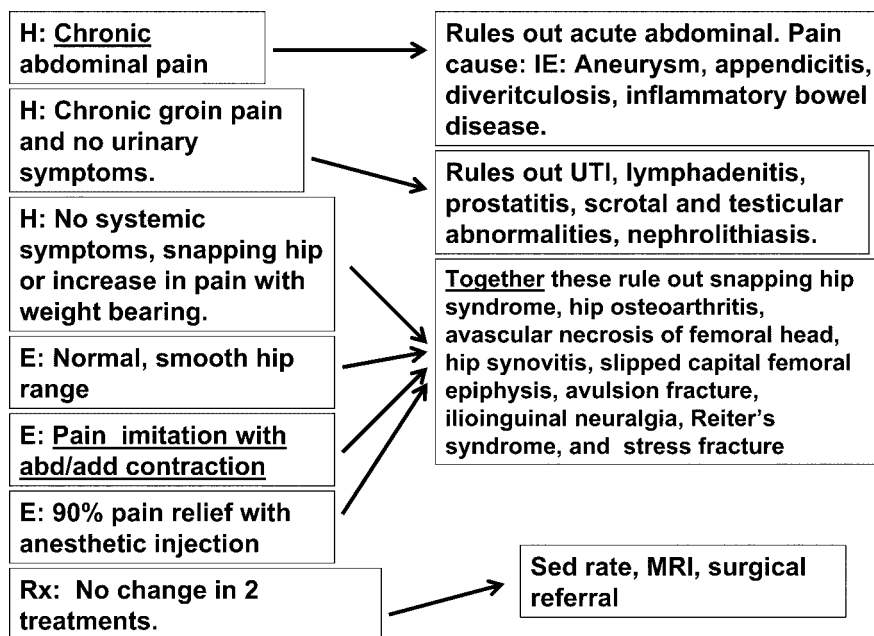 H: Chronic
abdominal pain
Rules out acute abdominal. Pain
cause: IE: Aneurysm, appendicitis,
diveritculosis, inflammatory bowel
disease.
H: Chronic groin pain
and no urinary
symptoms.
Rules out UTI, lymphadenitis,
prostatitis, scrotal and testicular
abnormalities, nephrolithiasis.
H: No systemic
symptoms, snapping hip
or increase in pain with
weight bearing.
E: Normal, smooth hip
range
E: Pain imitation with
abd/add contraction
E: 90% pain relief with
anesthetic injection
Together these rule out snapping hip
syndrome, hip osteoarthritis,
avascular necrosis of femoral head,
hip synovitis, slipped capital femoral
epiphysis, avulsion fracture,
ilioinguinal neuralgia, Reiter's
syndrome, and stress fracture
Rx: No change in 2
treatments.
Sed rate, MRI, surgical
referral